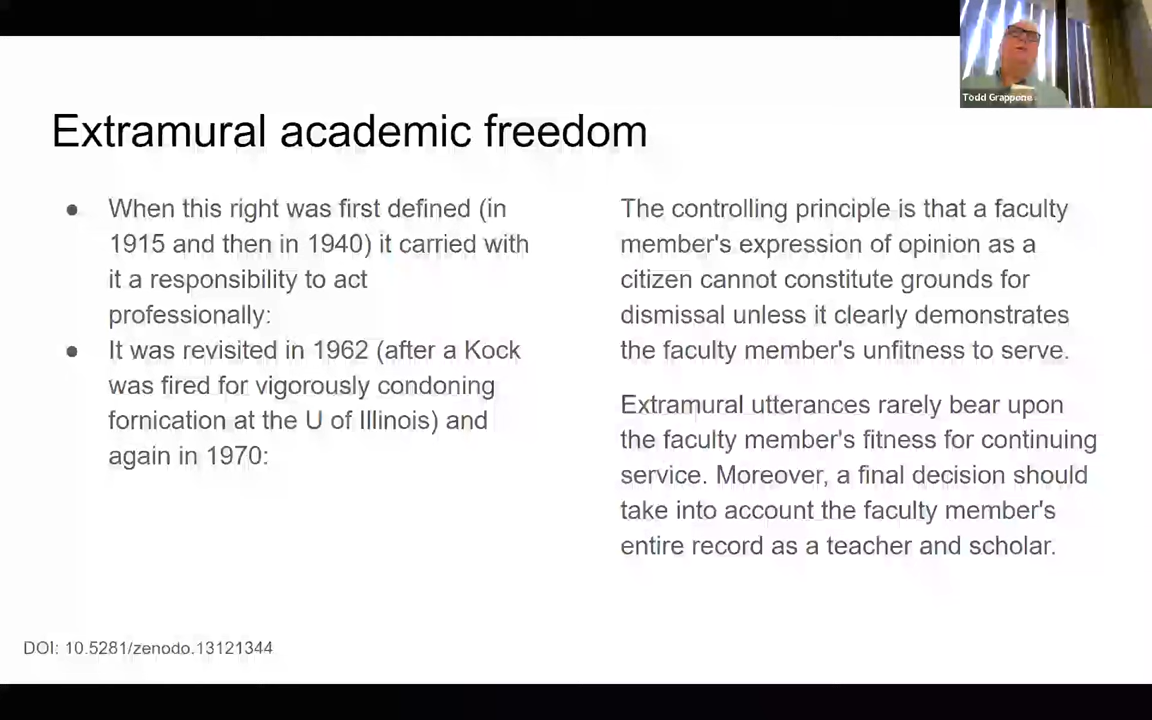 Todd Grappone
Extramural academic freedom
● When this right was first defined (in
1915 and then in 1940) it carried with
it a responsibility to act
professionally:
● It was revisited in 1962 (after a Kock
was fired for vigorously condoning
fornication at the U of Illinois) and
again in 1970:
The controlling principle is that a faculty
member's expression of opinion as a
citizen cannot constitute grounds for
dismissal unless it clearly demonstrates
the faculty member's unfitness to serve.
Extramural utterances rarely bear upon
the faculty member's fitness for continuing
service. Moreover, a final decision should
take into account the faculty member's
entire record as a teacher and scholar.
DOI: 10.5281/zenodo.13121344